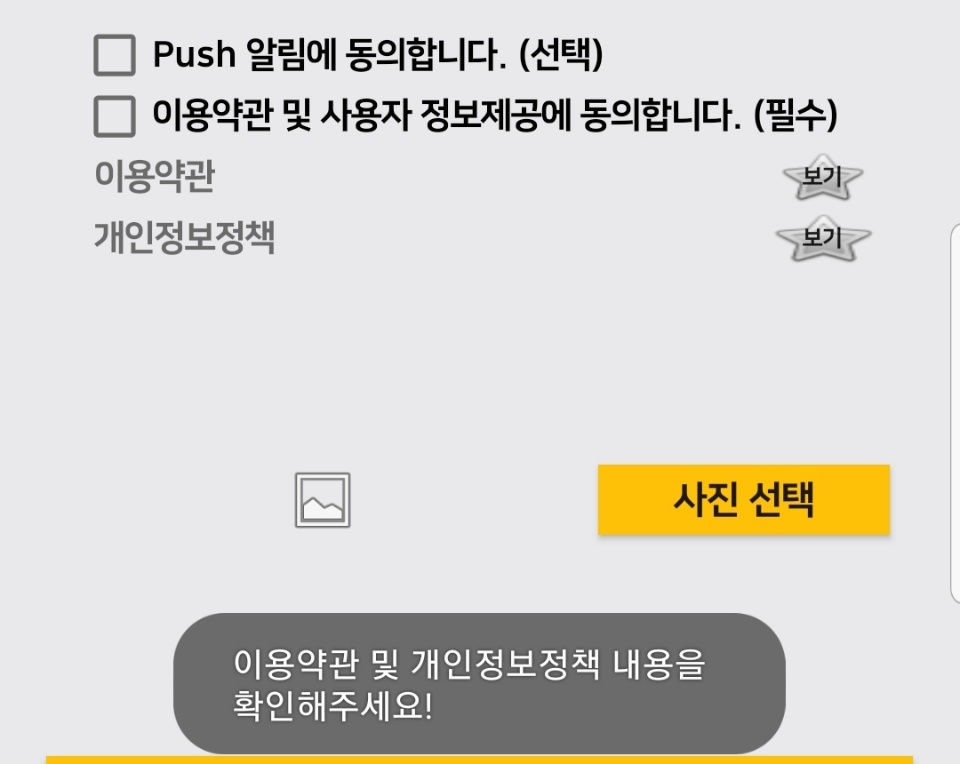 Push 알림에 동의합니다. (선택)
이용약관 및 사용자 정보제공에 동의합니다. (필수)
이용약관 보기
개인정보정책 보기
사진 선택
이용약관 및 개인정보정책 내용을
확인해주세요!